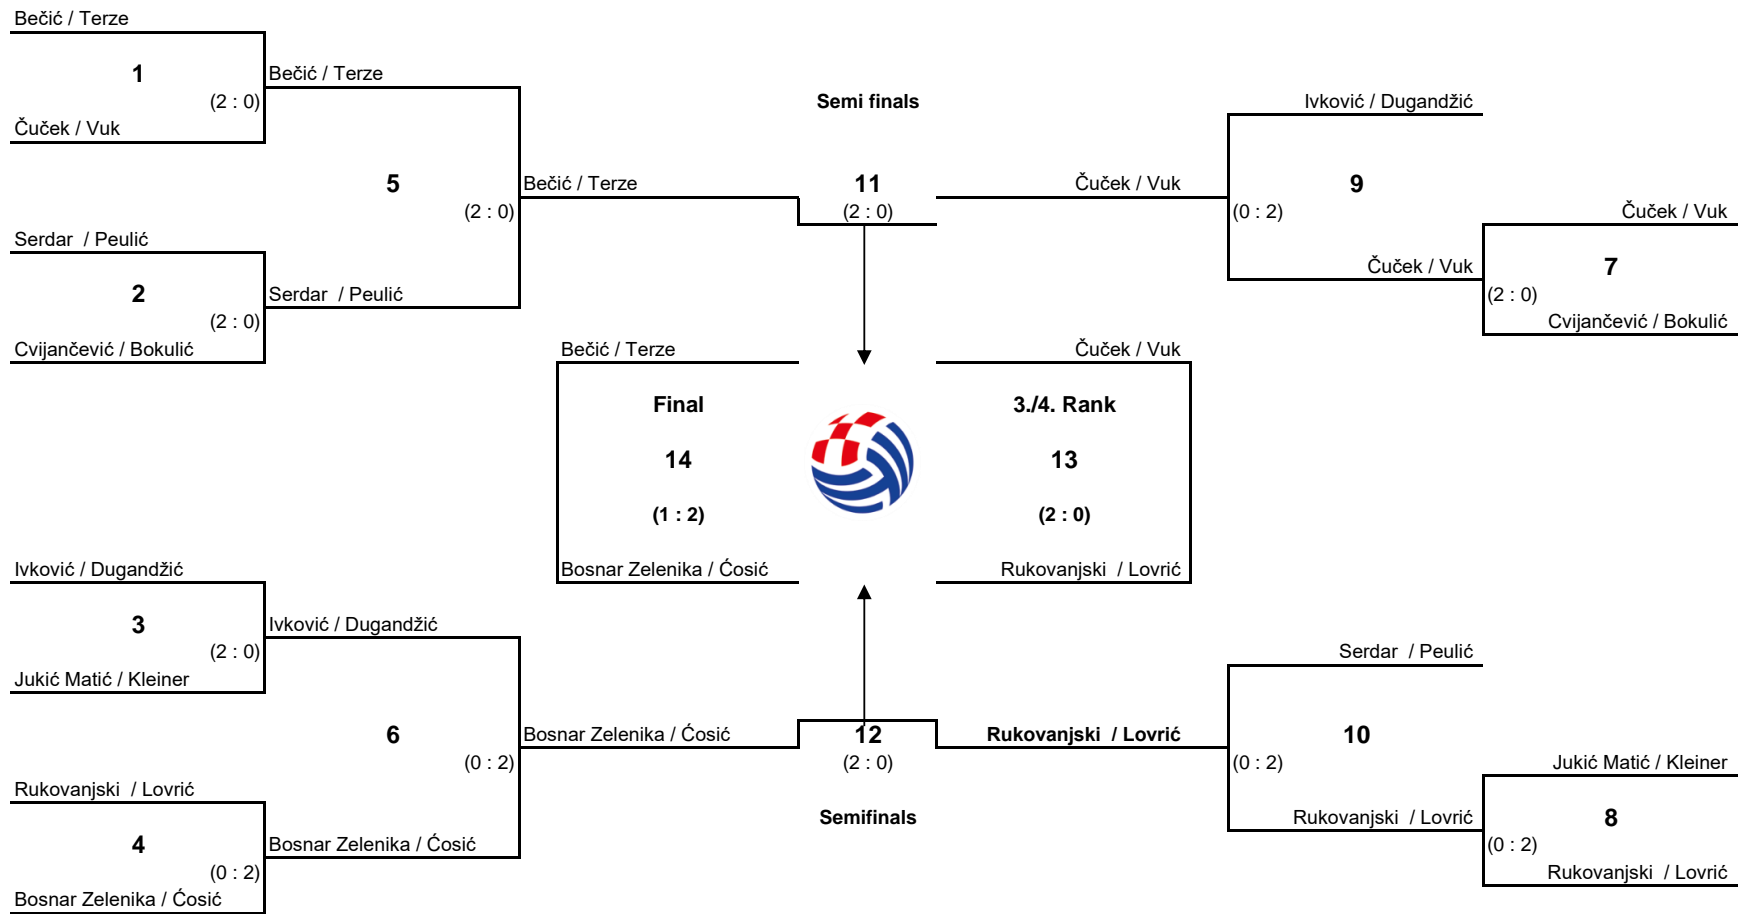 Bečić / Terze
1
Bečić / Terze
(2 : 0)
Semi finals
Ivković / Dugandžić
Čuček / Vuk
5
Bečić / Terze
11
Čuček / Vuk
9
(2 : 0)
(2 : 0)
(0 : 2)
Čuček / Vuk
Serdar / Peulić
Čuček / Vuk
7
2
Serdar / Peulić
(2 : 0)
(2 : 0)
Cvijančević / Bokulić
Cvijančević / Bokulić
Bečić / Terze
Čuček / Vuk
Final
3./4. Rank
14
13
(1 : 2)
(2 : 0)
Ivković / Dugandžić
Bosnar Zelenika / Ćosić
Rukovanjski / Lovrić
3
Ivković / Dugandžić
(2 : 0)
Serdar / Peulić
Jukić Matić / Kleiner
6
Bosnar Zelenika / Ćosić
12
Rukovanjski / Lovrić
10
(0 : 2)
(2 : 0)
(0 : 2)
Jukić Matić / Kleiner
Rukovanjski / Lovrić
Semifinals
Rukovanjski / Lovrić
8
4
Bosnar Zelenika / Ćosić
(0 : 2)
(0 : 2)
Rukovanjski / Lovrić
Bosnar Zelenika / Ćosić